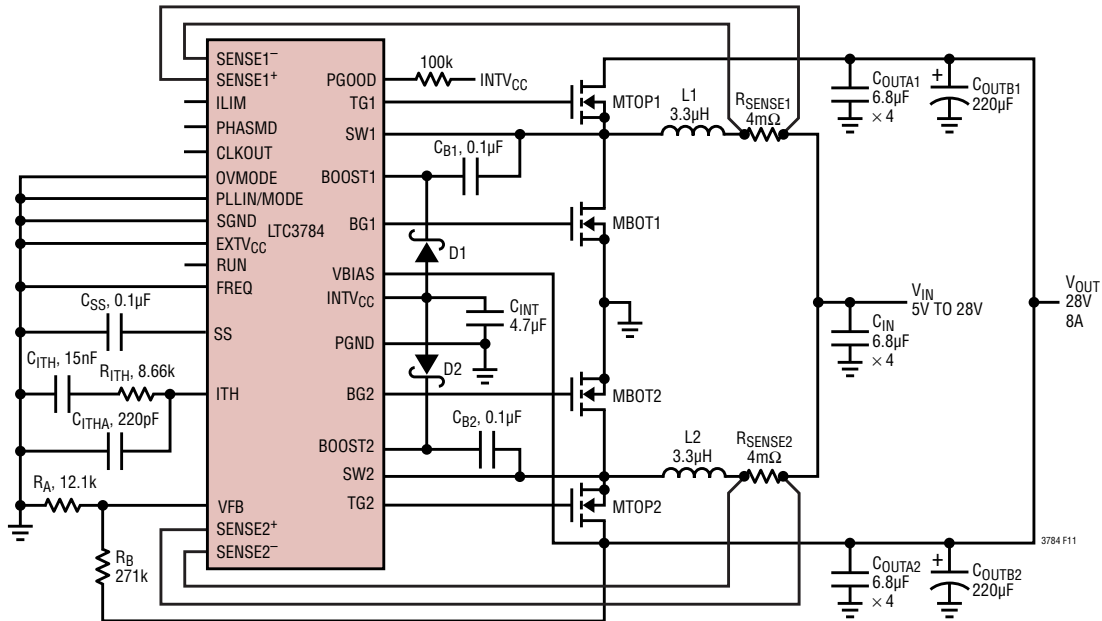 SENSE1–
SENSE1+
ILIM
PHASMD
CLKOUT
OVMODE
PLLIN/MODE
SGND
EXTVCC
RUN
FREQ
SS
ITH
VFB
SENSE2+
SENSE2–
LTC3784
PGOOD
TG1
SW1
BOOST1
BG1
VBIAS
INTVCC
PGND
BG2
BOOST2
SW2
TG2
100k
INTVCC
CB1, 0.1µF
D1
CINT
4.7µF
D2
CB2, 0.1µF
CSS, 0.1µF
CITH, 15nF
RITH, 8.66k
CITHA, 220pF
RA, 12.1k
RB
271k
MTOP1
MBOT1
MBOT2
MTOP2
L1
3.3µH
RSENSE1
4mΩ
L2
3.3µH
RSENSE2
4mΩ
COUTA1
6.8µF
× 4
+
COUTB1
220µF
VIN
5V TO 28V
CIN
6.8µF
× 4
VOUT
28V
8A
COUTA2
6.8µF
× 4
+
COUTB2
220µF
3784 F11